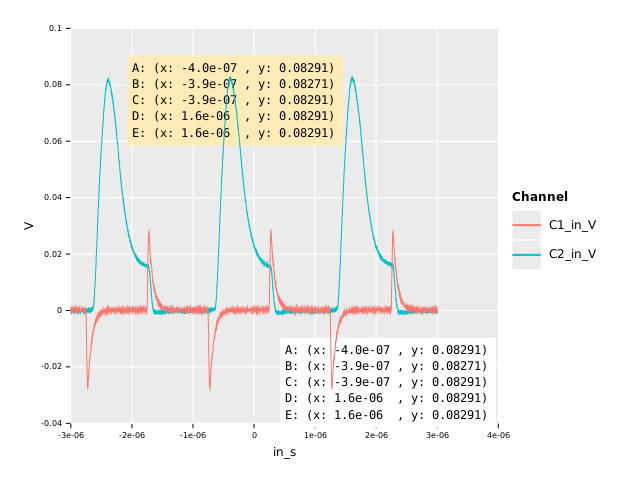 0.1
A: (x: -4.0e-07 , y: 0.08291)
B: (x: -3.9e-07 , y: 0.08271)
C: (x: -3.9e-07 , y: 0.08291)
D: (x: 1.6e-06  , y: 0.08291)
E: (x: 1.6e-06  , y: 0.08291)
0.08
0.06
0.04
0.02
0
-0.02
-0.04
V
Channel
C1_in_V
C2_in_V
A: (x: -4.0e-07 , y: 0.08291)
B: (x: -3.9e-07 , y: 0.08271)
C: (x: -3.9e-07 , y: 0.08291)
D: (x: 1.6e-06  , y: 0.08291)
E: (x: 1.6e-06  , y: 0.08291)
-3e-06 -2e-06 -1e-06 0 1e-06 2e-06 3e-06 4e-06
in_s